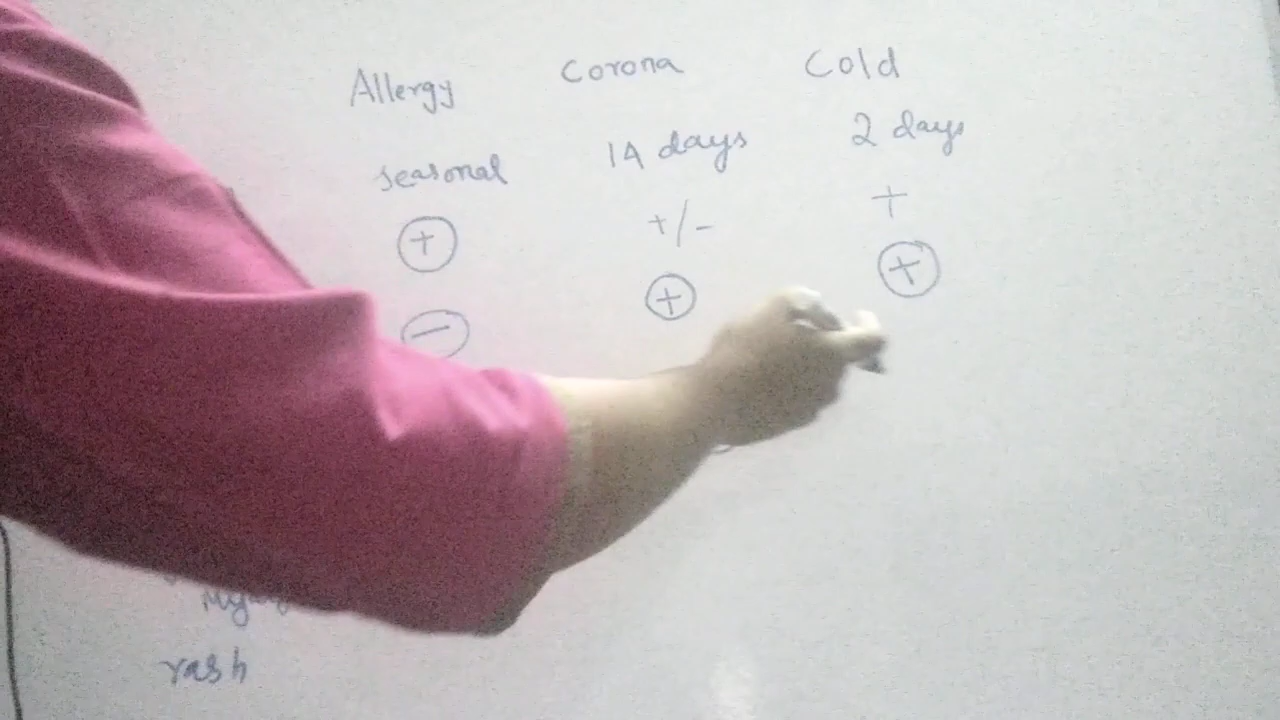 Allergy Corona Cold
seasonal 14 days 2 days
+ +/- +
- + +
rash